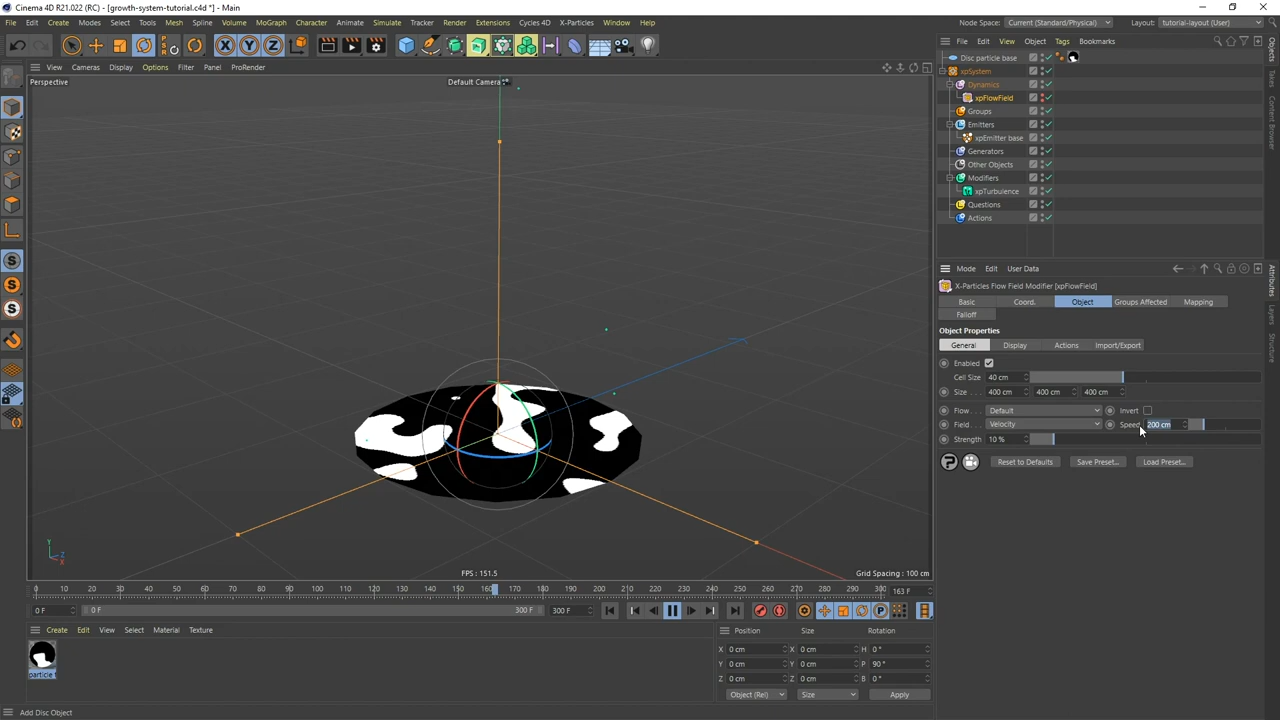 Cinema 4D R21.022 (RC) - [growth-system-tutorial.c4d *] - Main
File Edit Create Modes Select Tools Mesh Spline Volume MoGraph Character Animate Simulate Tracker Render Extensions Cycles 4D X-Particles Window Help Node Space: Current (Standard/Physical) Layout: tutorial-layout (User)
View Cameras Display Options Filter Panel ProRender
File Edit View Object Tags Bookmarks
Perspective
Default Camera
Disc particle base
xpSystem
Dynamics
xpFlowField
Groups
Emitters
xpEmitter base
Generators
Other Objects
Modifiers
xpTurbulence
Questions
Actions
Objects
Takes
Content Browser
Mode Edit User Data
X-Particles Flow Field Modifier [xpFlowField]
Basic Coord. Object Groups Affected Mapping
Falloff
Object Properties
General Display Actions Import/Export
Enabled
Cell Size 40 cm
Size . . . 400 cm 400 cm 400 cm
Flow . . . Default Invert
Field . . . Velocity Speed 200 cm
Strength 10 %
Reset to Defaults Save Preset... Load Preset...
Attributes
Layers
Structure
Y
Z
X
FPS : 151.5
Grid Spacing : 100 cm
0 10 20 30 40 50 60 70 80 90 100 110 120 130 140 150 160 170 180 190 200 210 220 230 240 250 260 270 280 290 300 163 F
0 F 0 F 300 F 300 F
Create Edit View Select Material Texture
Position Size Rotation
X 0 cm X 0 cm H 0 °
Y 0 cm Y 0 cm P 90 °
Z 0 cm Z 0 cm B 0 °
Object (Rel) Size Apply
particle t
Add Disc Object